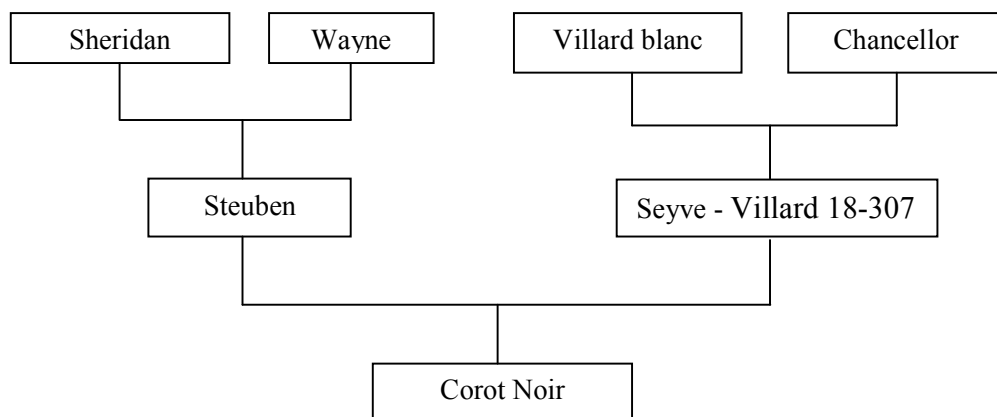 Sheridan
Wayne
Villard blanc
Chancellor
Steuben
Seyve - Villard 18-307
Corot Noir